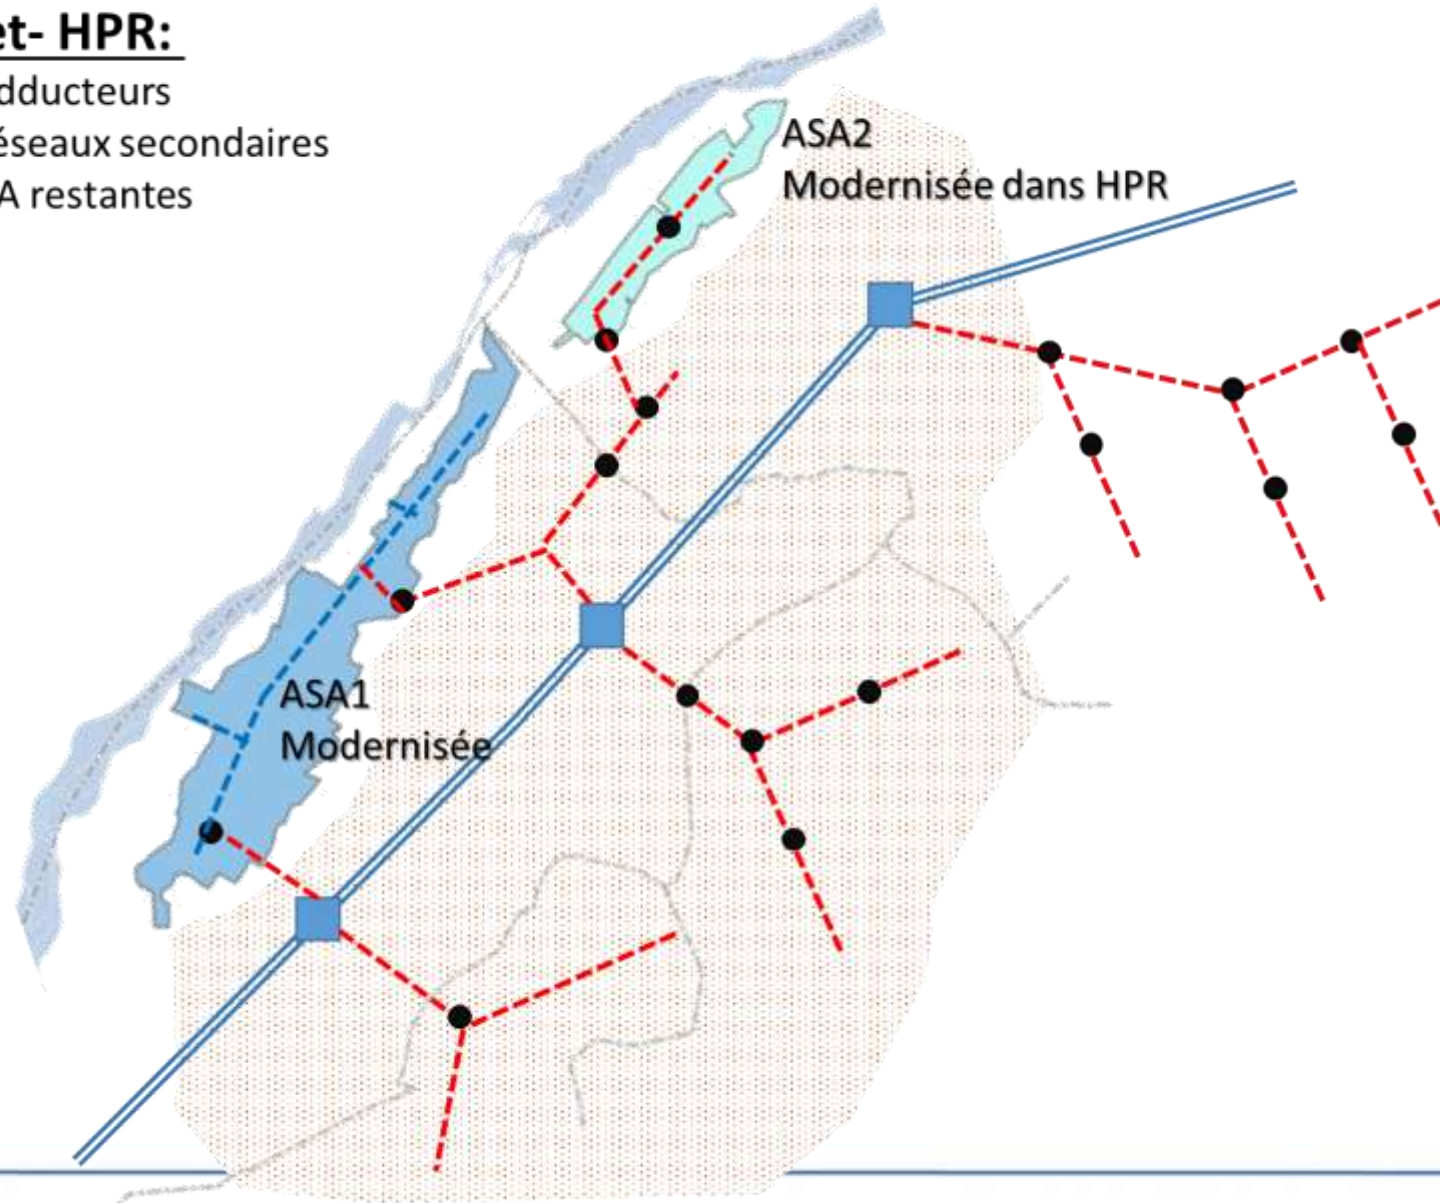 et- HPR:
dducteurs
éseaux secondaires
A restantes
ASA2
Modernisée dans HPR
ASA1
Modernisée